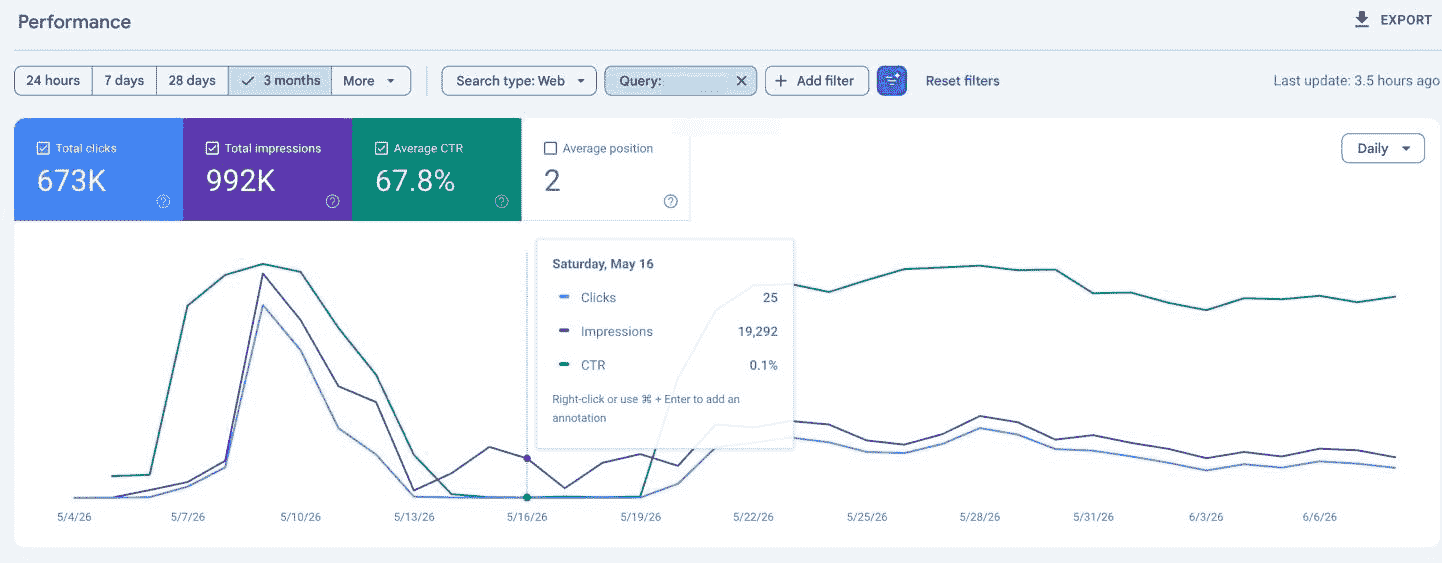 Performance
EXPORT
24 hours 7 days 28 days 3 months More
Search type: Web Query: Add filter Reset filters Last update: 3.5 hours ago
Total clicks Total impressions Average CTR Average position
673K 992K 67.8% 2
Daily
Saturday, May 16
Clicks 25
Impressions 19,292
CTR 0.1%
Right-click or use ⌘ + Enter to add an
annotation
5/4/26 5/7/26 5/10/26 5/13/26 5/16/26 5/19/26 5/22/26 5/25/26 5/28/26 5/31/26 6/3/26 6/6/26